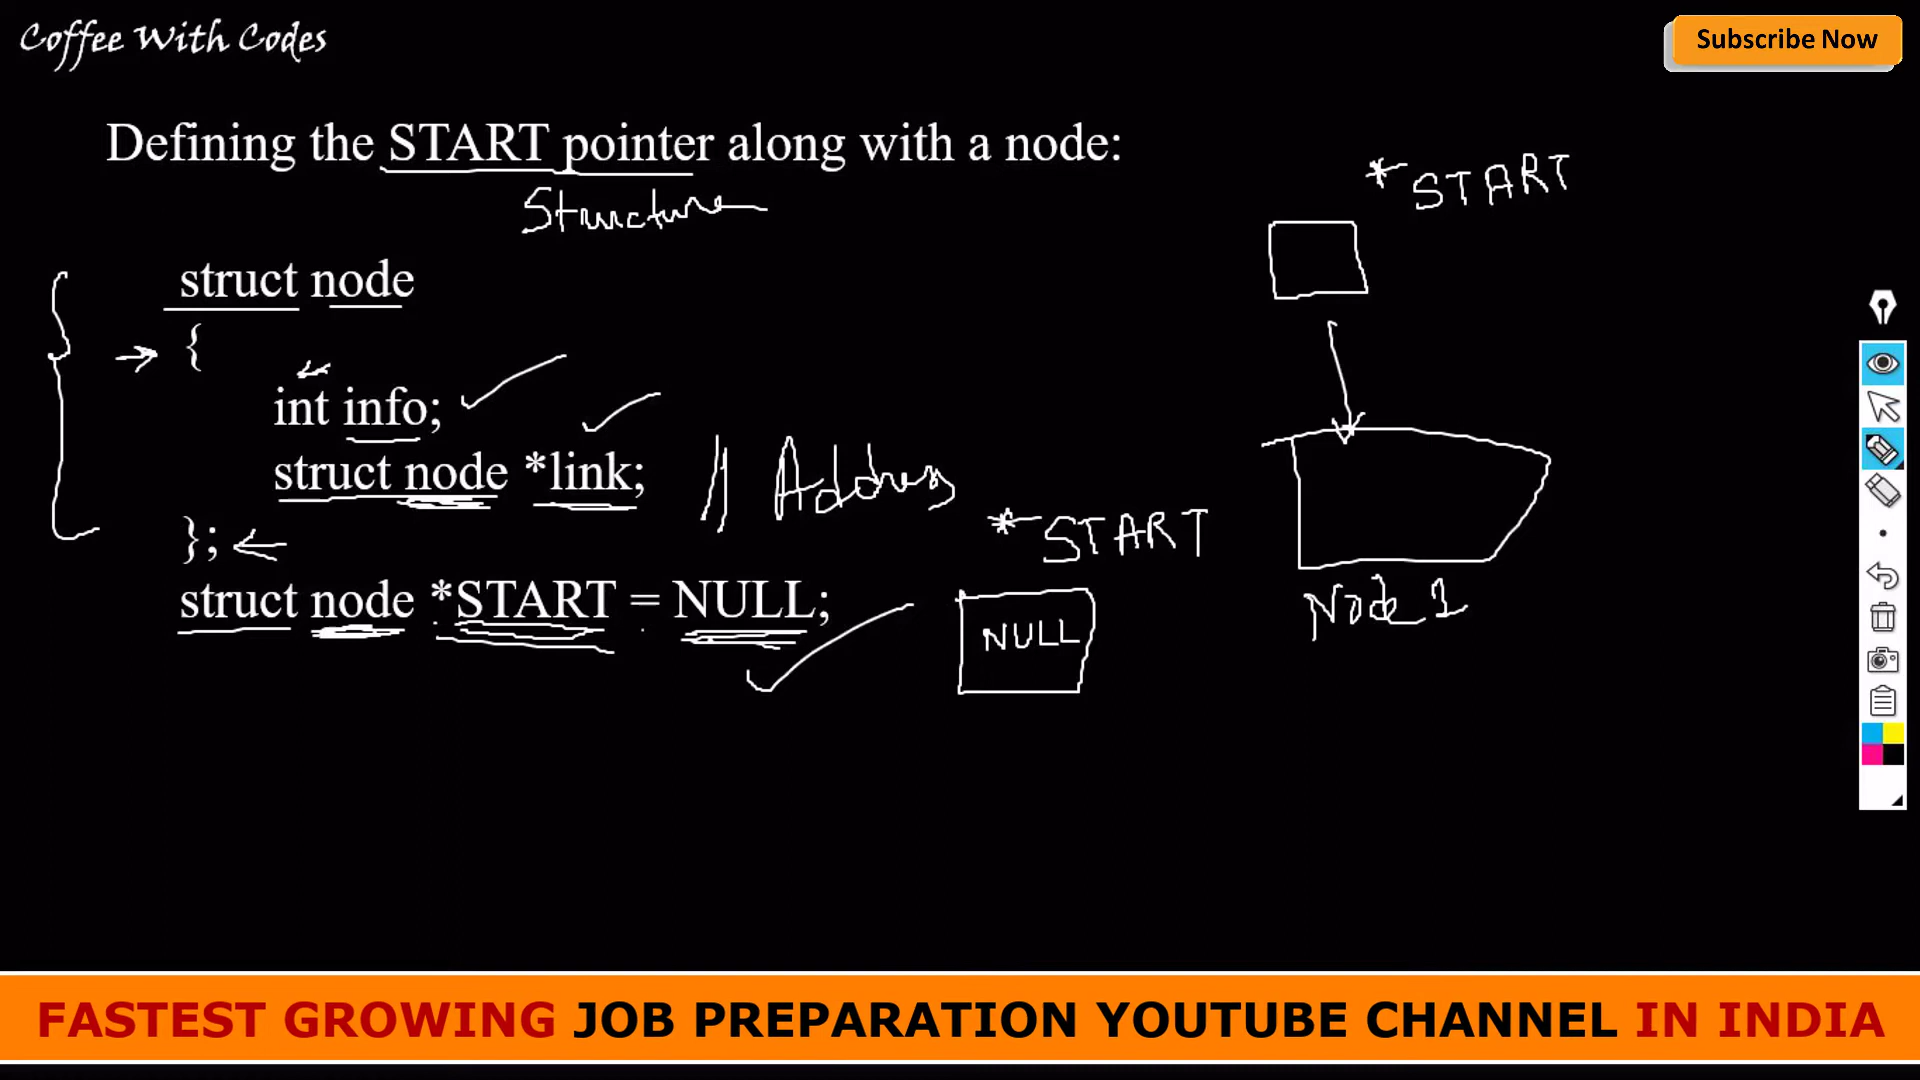 Coffee With Codes
Subscribe Now
Defining the START pointer along with a node:
Structure
*START
struct node
{
int info;
struct node *link; // Address
};
*START
struct node *START = NULL;
NULL
Node 1
FASTEST GROWING JOB PREPARATION YOUTUBE CHANNEL IN INDIA